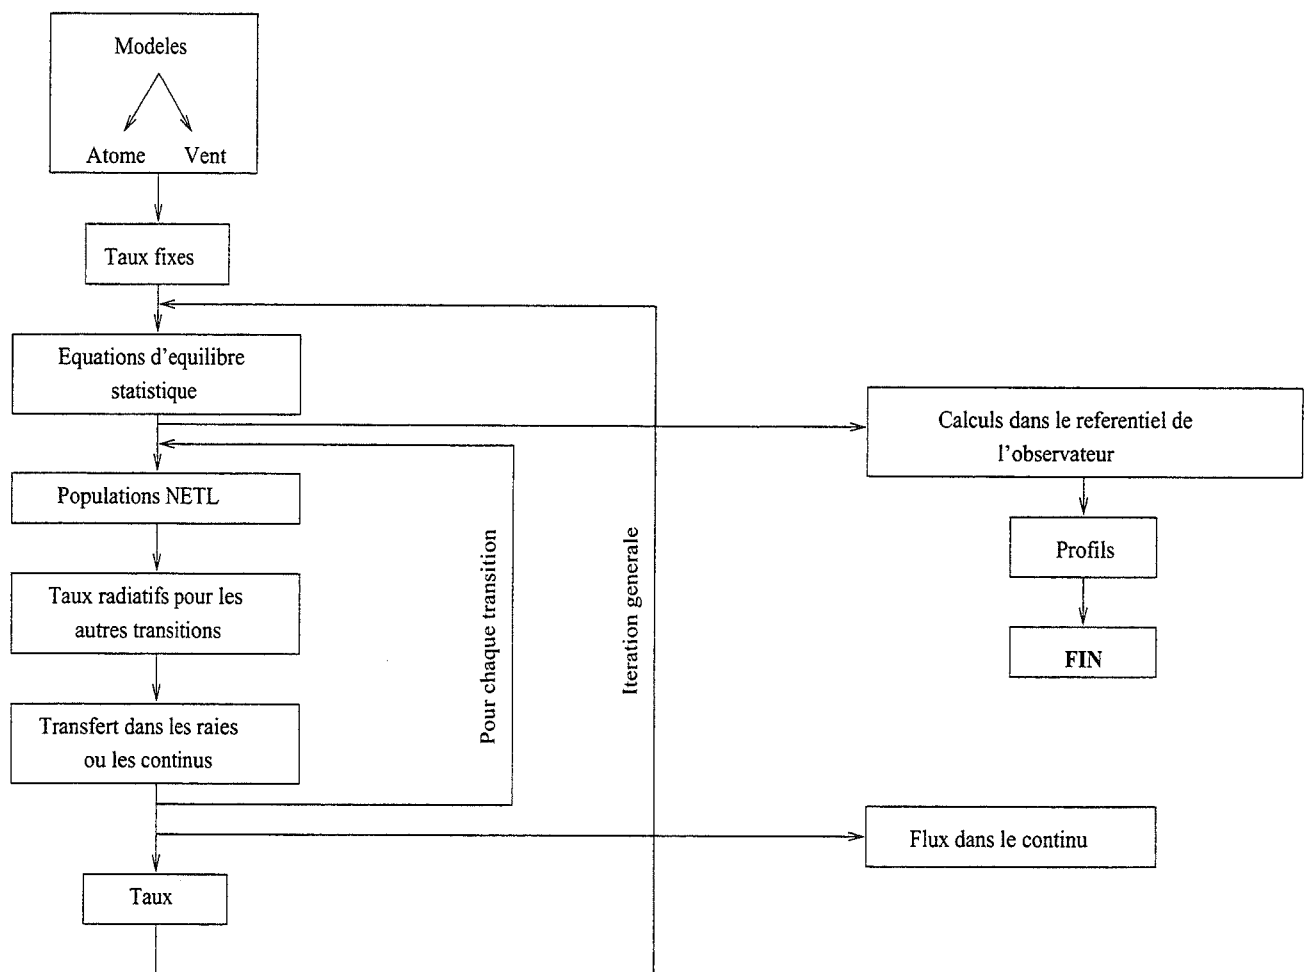 Modeles
Atome Vent
Taux fixes
Equations d'equilibre
statistique
Calculs dans le referentiel de
l'observateur
Populations NETL
Profils
Taux radiatifs pour les
autres transitions
FIN
Pour chaque transition
Iteration generale
Transfert dans les raies
ou les continus
Flux dans le continu
Taux